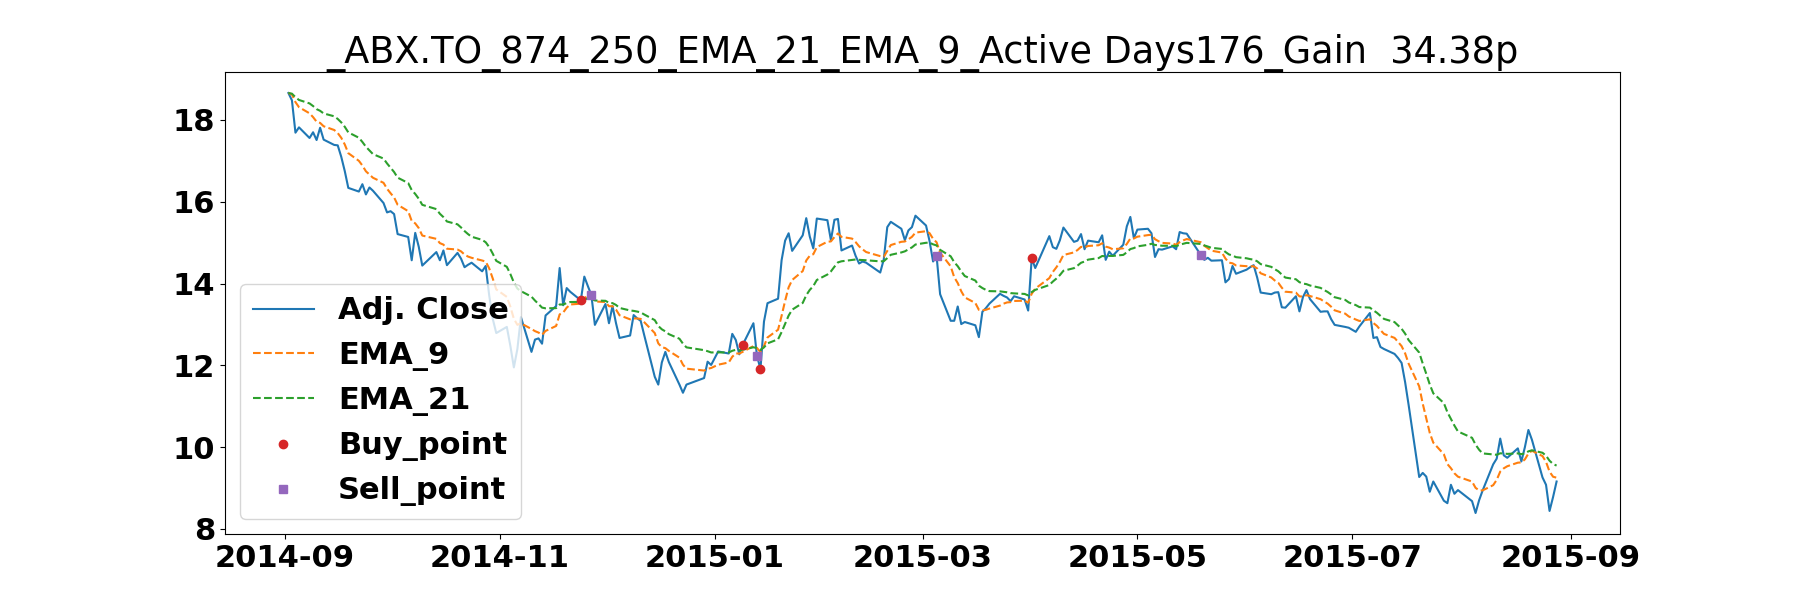 _ABX.TO_874_250_EMA_21_EMA_9_Active Days176_Gain  34.38p
18
16
14
12
10
8
Adj. Close
EMA_9
EMA_21
Buy_point
Sell_point
2014-09 2014-11 2015-01 2015-03 2015-05 2015-07 2015-09